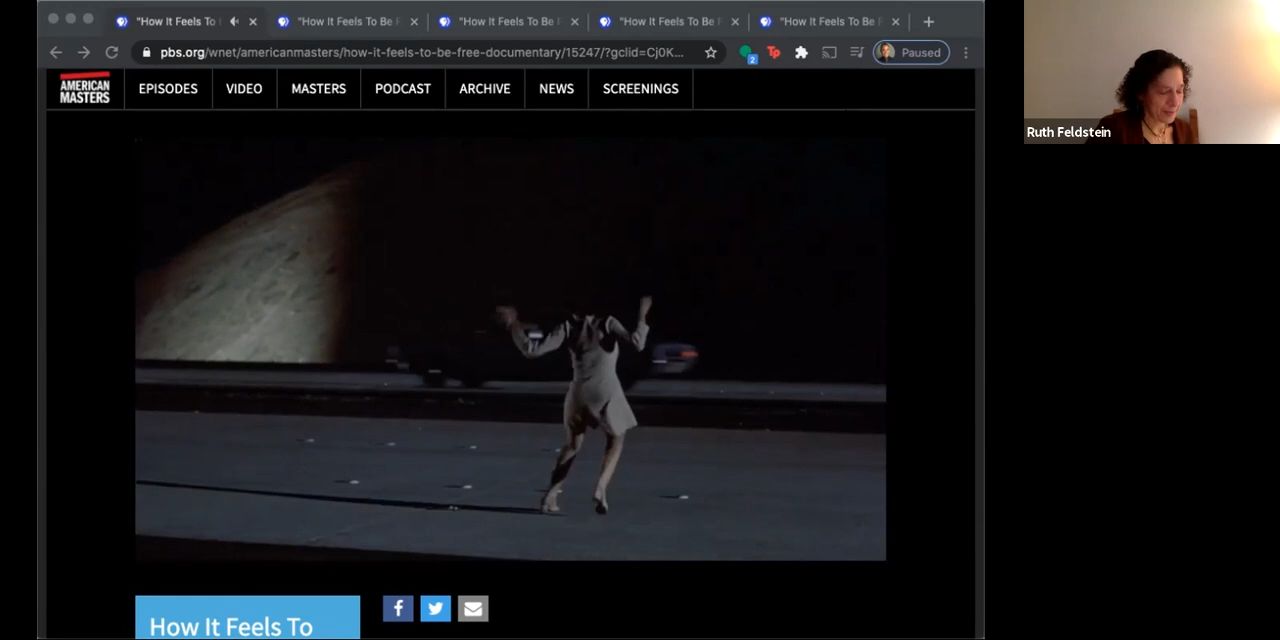 "How It Feels To
"How It Feels To Be F
"How It Feels To Be F
"How It Feels To Be F
"How It Feels To Be F
pbs.org/wnet/americanmasters/how-it-feels-to-be-free-documentary/15247/?gclid=Cj0K...
2
Tp
Paused
AMERICAN
MASTERS
EPISODES
VIDEO
MASTERS
PODCAST
ARCHIVE
NEWS
SCREENINGS
Ruth Feldstein
How It Feels To